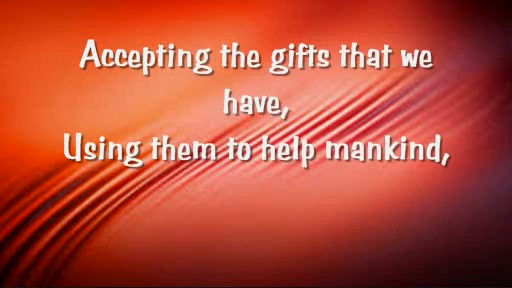 Accepting the gifts that we
have,
Using them to help mankind,